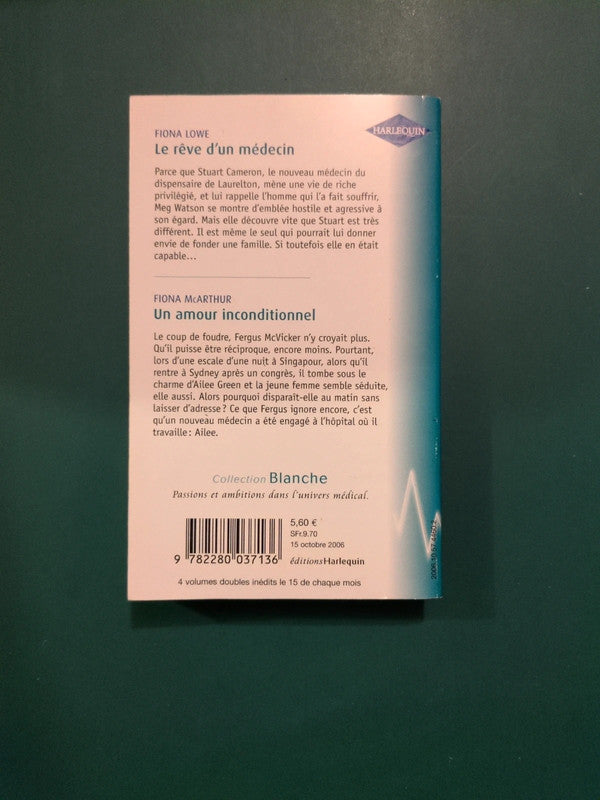 HARLEQUIN
FIONA LOWE
Le rêve d'un médecin
Parce que Stuart Cameron, le nouveau médecin du
dispensaire de Laurelton, mène une vie de riche
privilégié, et lui rappelle l'homme qui l'a fait souffrir,
Meg Watson se montre d'emblée hostile et agressive à
son égard. Mais elle découvre vite que Stuart est très
différent. Il est même le seul qui pourrait lui donner
envie de fonder une famille. Si toutefois elle en était
capable...
FIONA McARTHUR
Un amour inconditionnel
Le coup de foudre, Fergus McVicker n'y croyait plus.
Qu'il puisse être réciproque, encore moins. Pourtant,
lors d'une escale d'une nuit à Singapour, alors qu'il
rentre à Sydney après un congrès, il tombe sous le
charme d'Ailee Green et la jeune femme semble séduite,
elle aussi. Alors pourquoi disparaît-elle au matin sans
laisser d'adresse ? Ce que Fergus ignore encore, c'est
qu'un nouveau médecin a été engagé à l'hôpital où il
travaille : Ailee.
Collection Blanche
Passions et ambitions dans l'univers médical.
5,60 €
SFr.9.70
15 octobre 2006
9 782280 037136
éditionsHarlequin
4 volumes doubles inédits le 15 de chaque mois